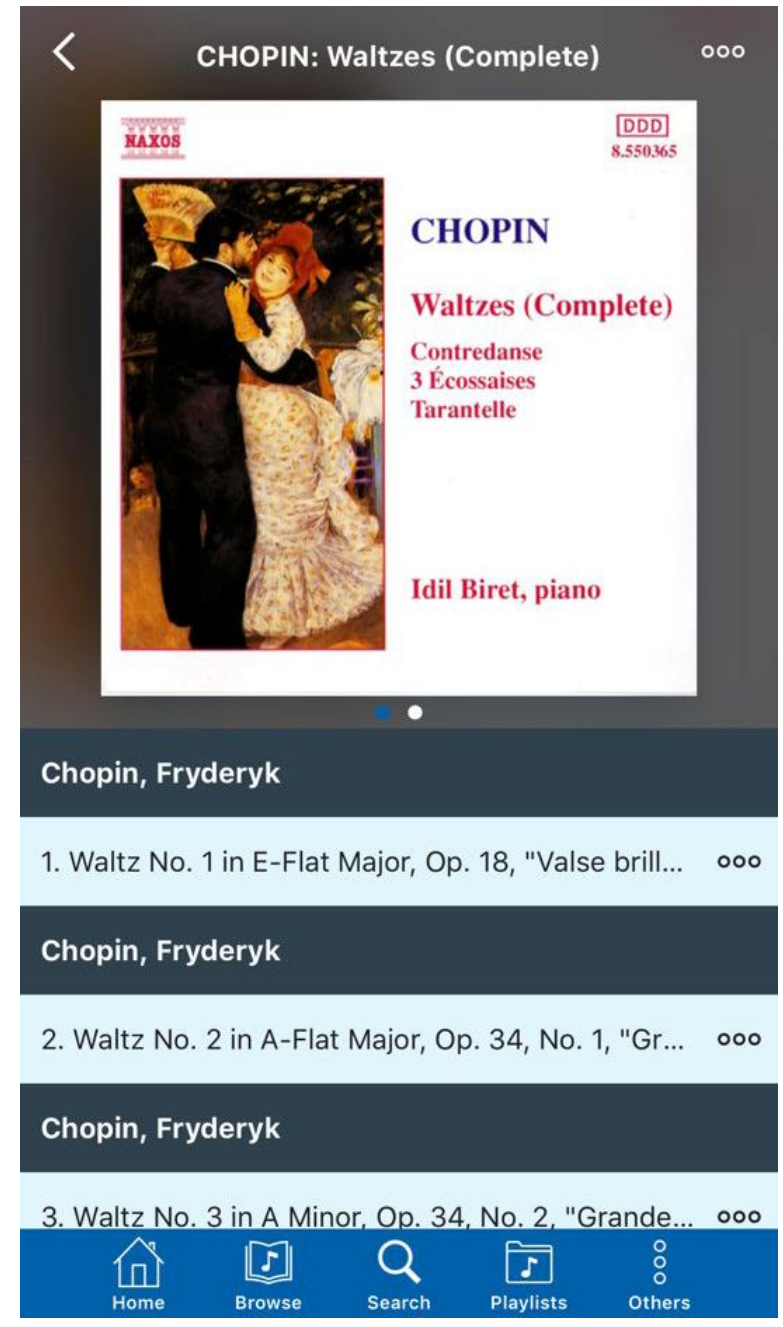 CHOPIN: Waltzes (Complete)
NAXOS
DDD
8.550365
CHOPIN
Waltzes (Complete)
Contredanse
3 Écossaises
Tarantelle
Idil Biret, piano
Chopin, Fryderyk
1. Waltz No. 1 in E-Flat Major, Op. 18, "Valse brill...
Chopin, Fryderyk
2. Waltz No. 2 in A-Flat Major, Op. 34, No. 1, "Gr...
Chopin, Fryderyk
3. Waltz No. 3 in A Minor, Op. 34, No. 2, "Grande...
Home Browse Search Playlists Others